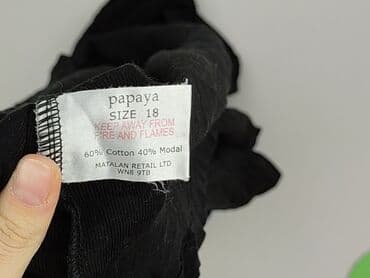 papaya
SIZE 18
KEEP AWAY FROM
FIRE AND FLAMES
60% Cotton 40% Modal
MATALAN RETAIL LTD
WN8 9TB